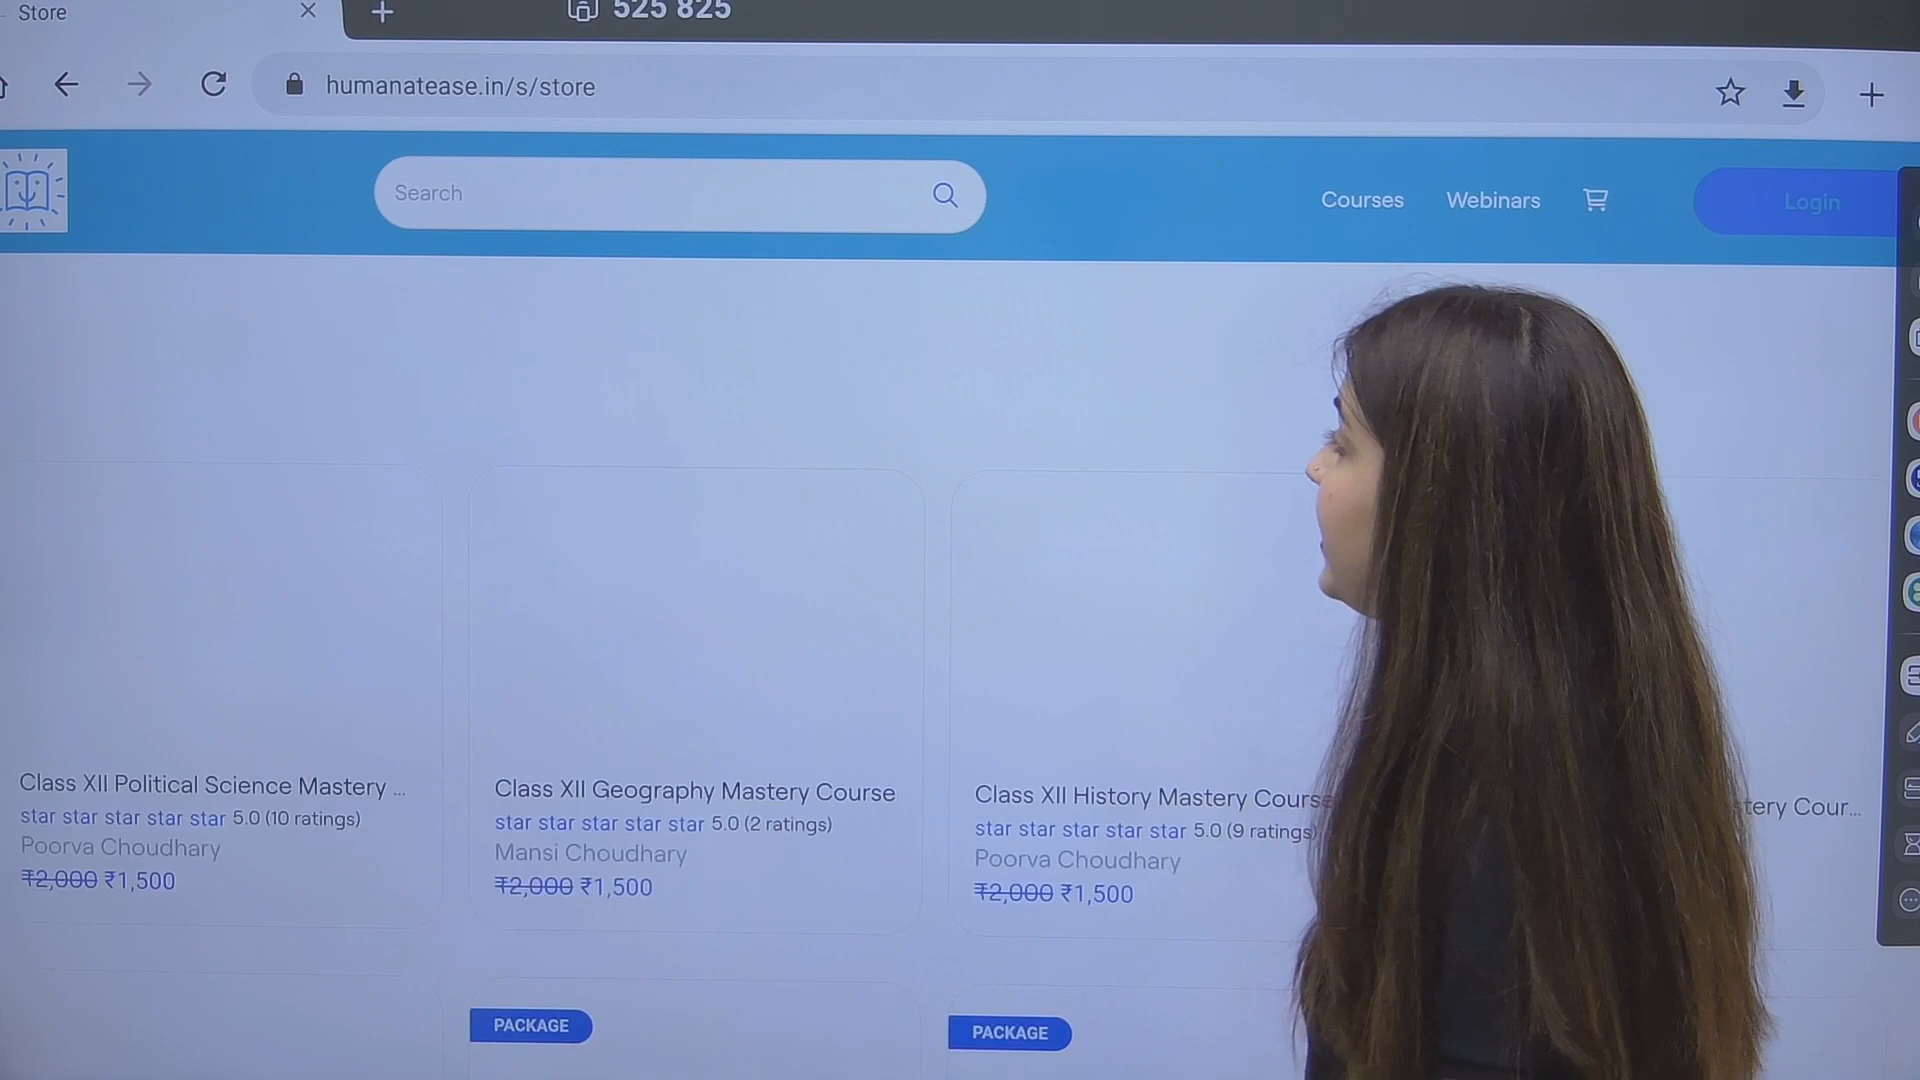 Store
525 825
humanatease.in/s/store
Search
Courses
Webinars
Login
Class XII Political Science Mastery ...
star star star star star 5.0 (10 ratings)
Poorva Choudhary
₹2,000 ₹1,500
Class XII Geography Mastery Course
star star star star star 5.0 (2 ratings)
Mansi Choudhary
₹2,000 ₹1,500
Class XII History Mastery Course
star star star star star 5.0 (9 ratings)
Poorva Choudhary
₹2,000 ₹1,500
Cour...
PACKAGE
PACKAGE